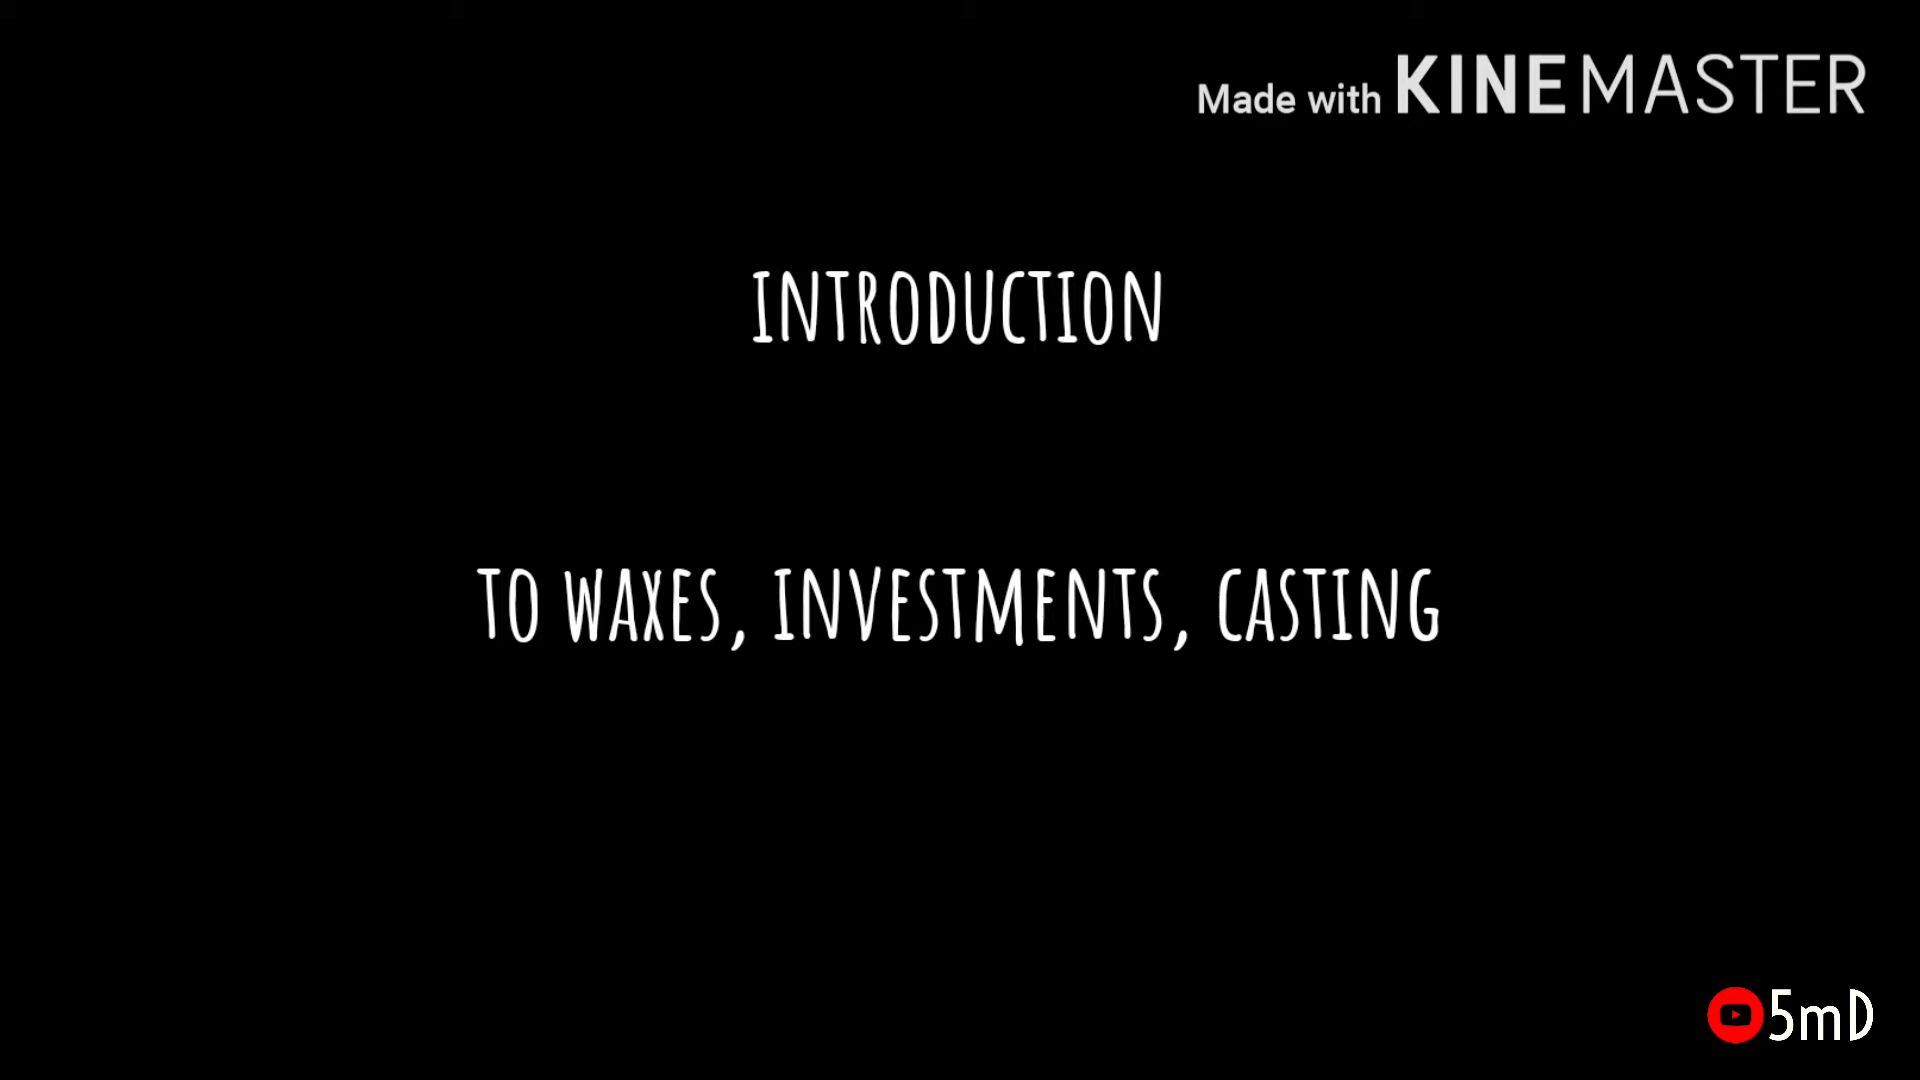 Made with KINEMASTER
INTRODUCTION
TO WAXES, INVESTMENTS, CASTING
5mD